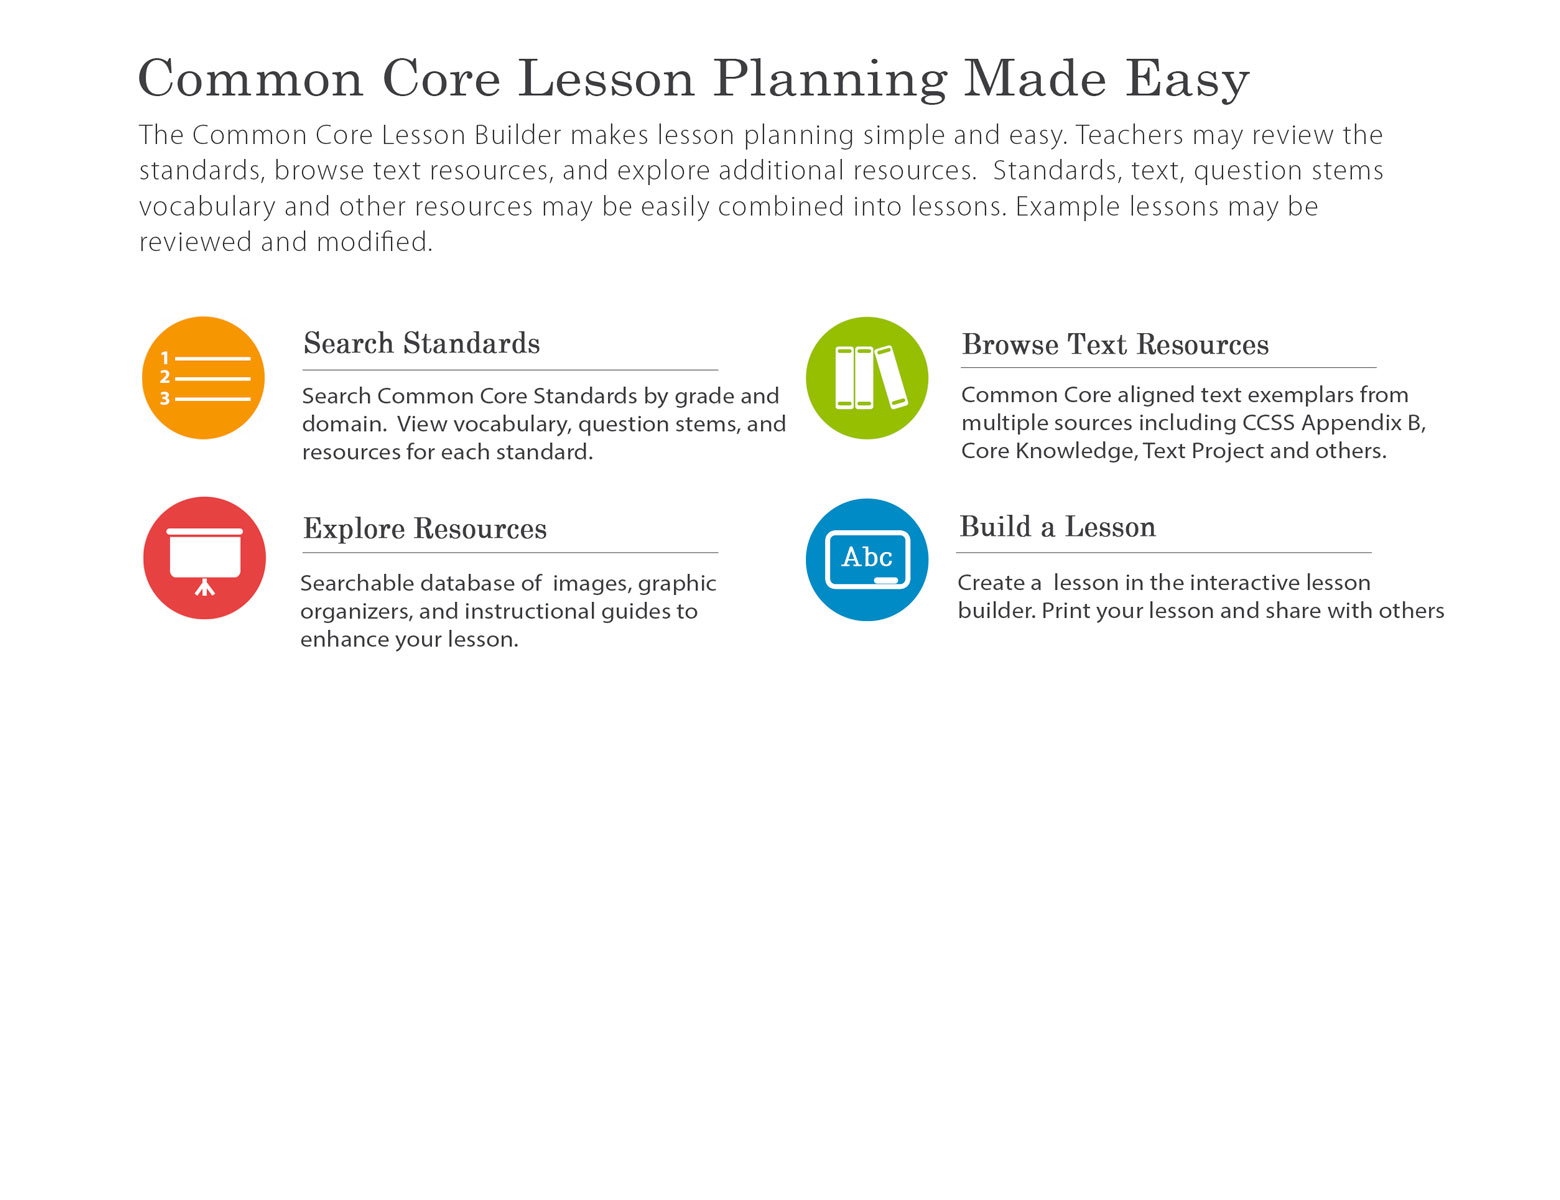 Common Core Lesson Planning Made Easy
The Common Core Lesson Builder makes lesson planning simple and easy. Teachers may review the
standards, browse text resources, and explore additional resources.  Standards, text, question stems
vocabulary and other resources may be easily combined into lessons. Example lessons may be
reviewed and modified.
1
2
3
Search Standards
Search Common Core Standards by grade and
domain.  View vocabulary, question stems, and
resources for each standard.
Browse Text Resources
Common Core aligned text exemplars from
multiple sources including CCSS Appendix B,
Core Knowledge, Text Project and others.
Explore Resources
Searchable database of  images, graphic
organizers, and instructional guides to
enhance your lesson.
Abc
Build a Lesson
Create a  lesson in the interactive lesson
builder. Print your lesson and share with others